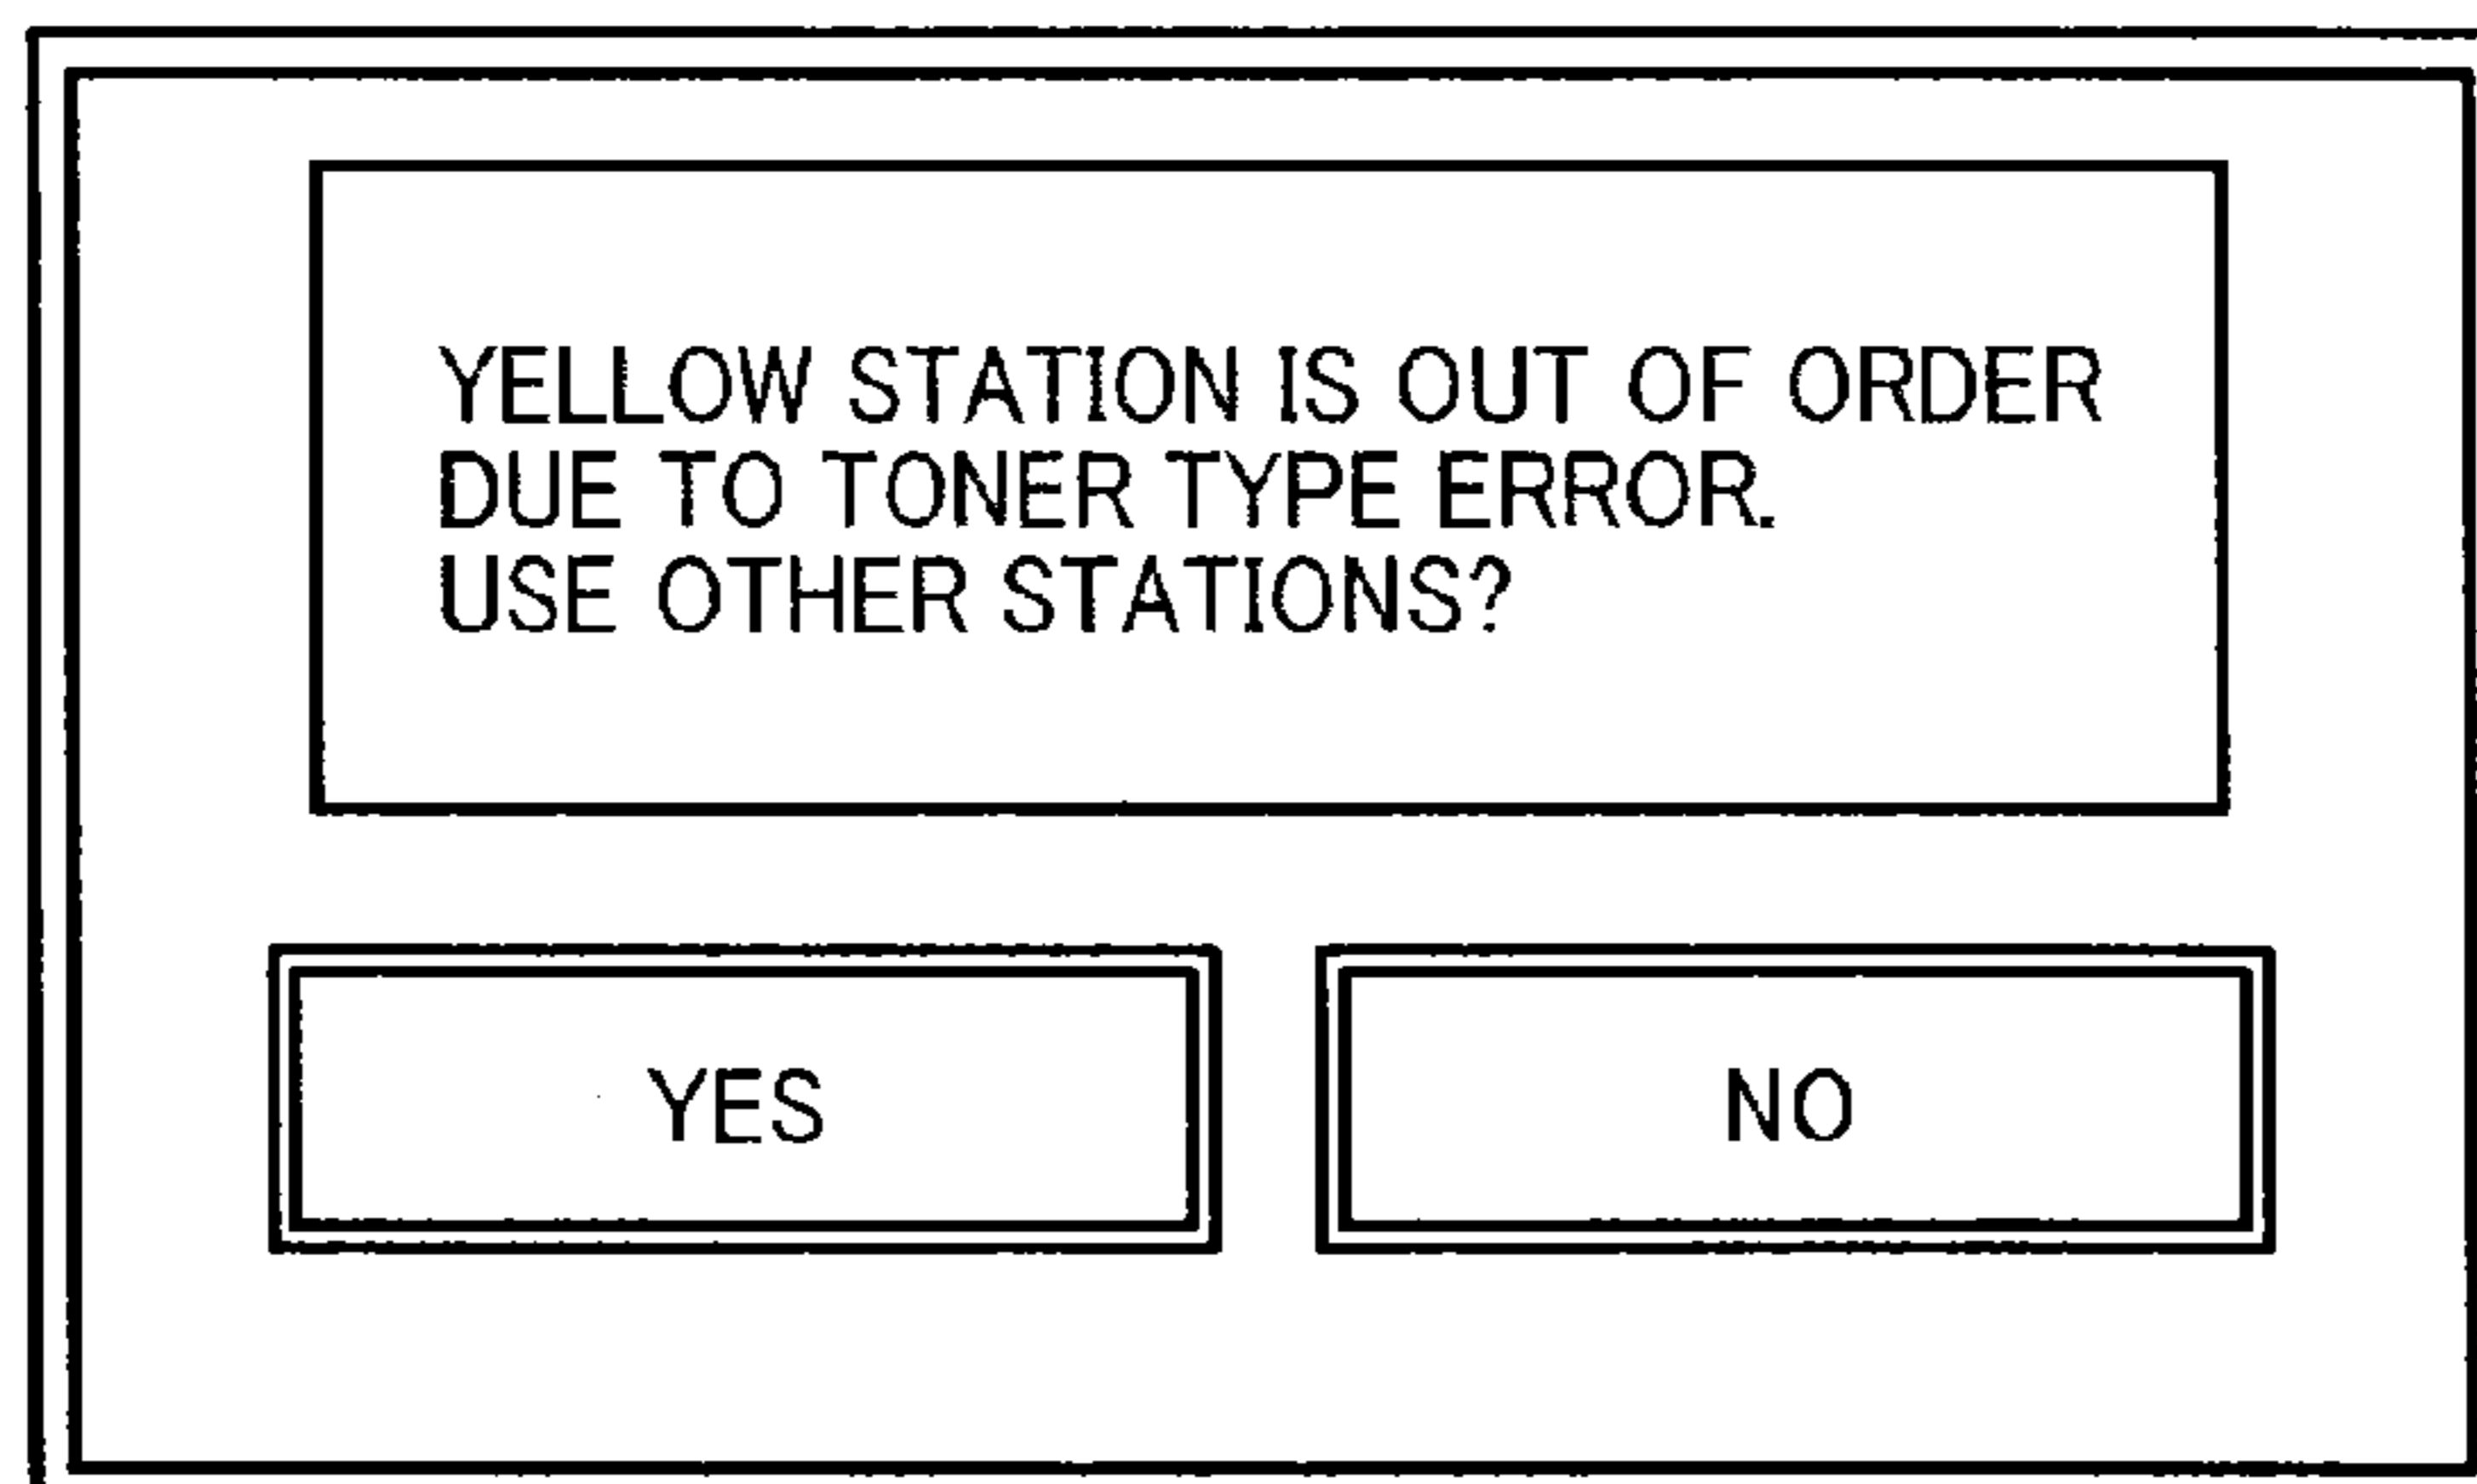 YELLOW STATION IS OUT OF ORDER
DUE TO TONER TYPE ERROR.
USE OTHER STATIONS?
YES
NO